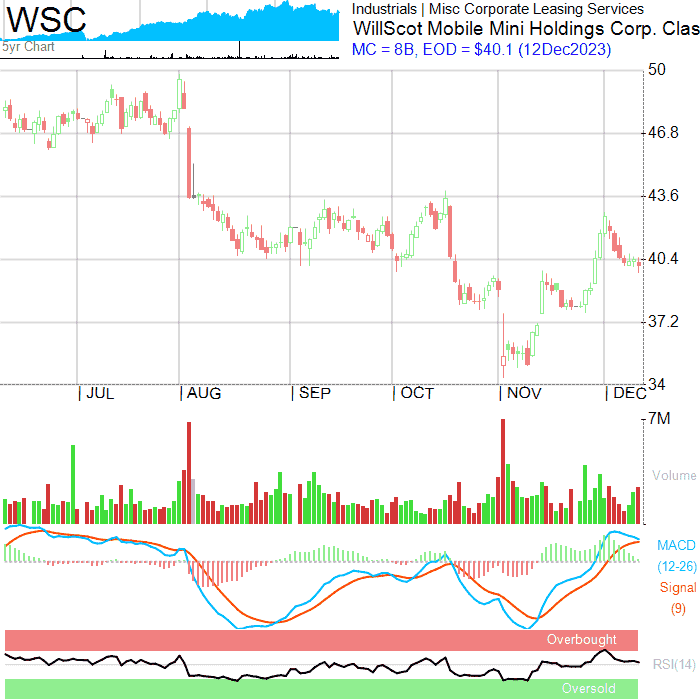 WSC
5yr Chart
Industrials | Misc Corporate Leasing Services
WillScot Mobile Mini Holdings Corp. Clas
MC = 8B, EOD = $40.1 (12Dec2023)
50
46.8
43.6
40.4
37.2
34
| JUL | AUG | SEP | OCT | NOV | DEC
7M
Volume
MACD
(12-26)
Signal
(9)
Overbought
RSI(14)
Oversold